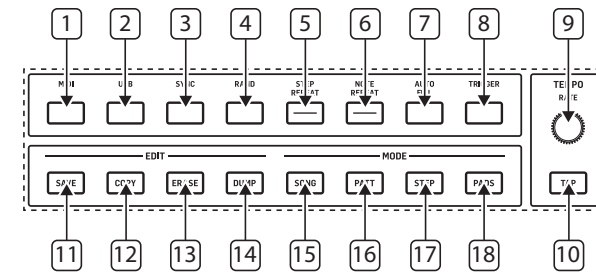 1 2 3 4 5 6 7 8 9
MIDI USB SYNC RAND STEP REPEAT NOTE REPEAT AUTO FILL TRIGGER TEMPO RATE
EDIT MODE
SAVE COPY ERASE DUMP SONG PATT STEP PADS TAP
11 12 13 14 15 16 17 18 10